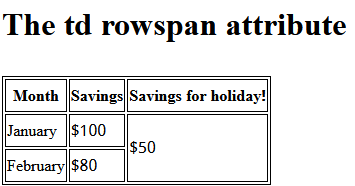 The td rowspan attribute
Month Savings Savings for holiday!
January $100
$50
February $80